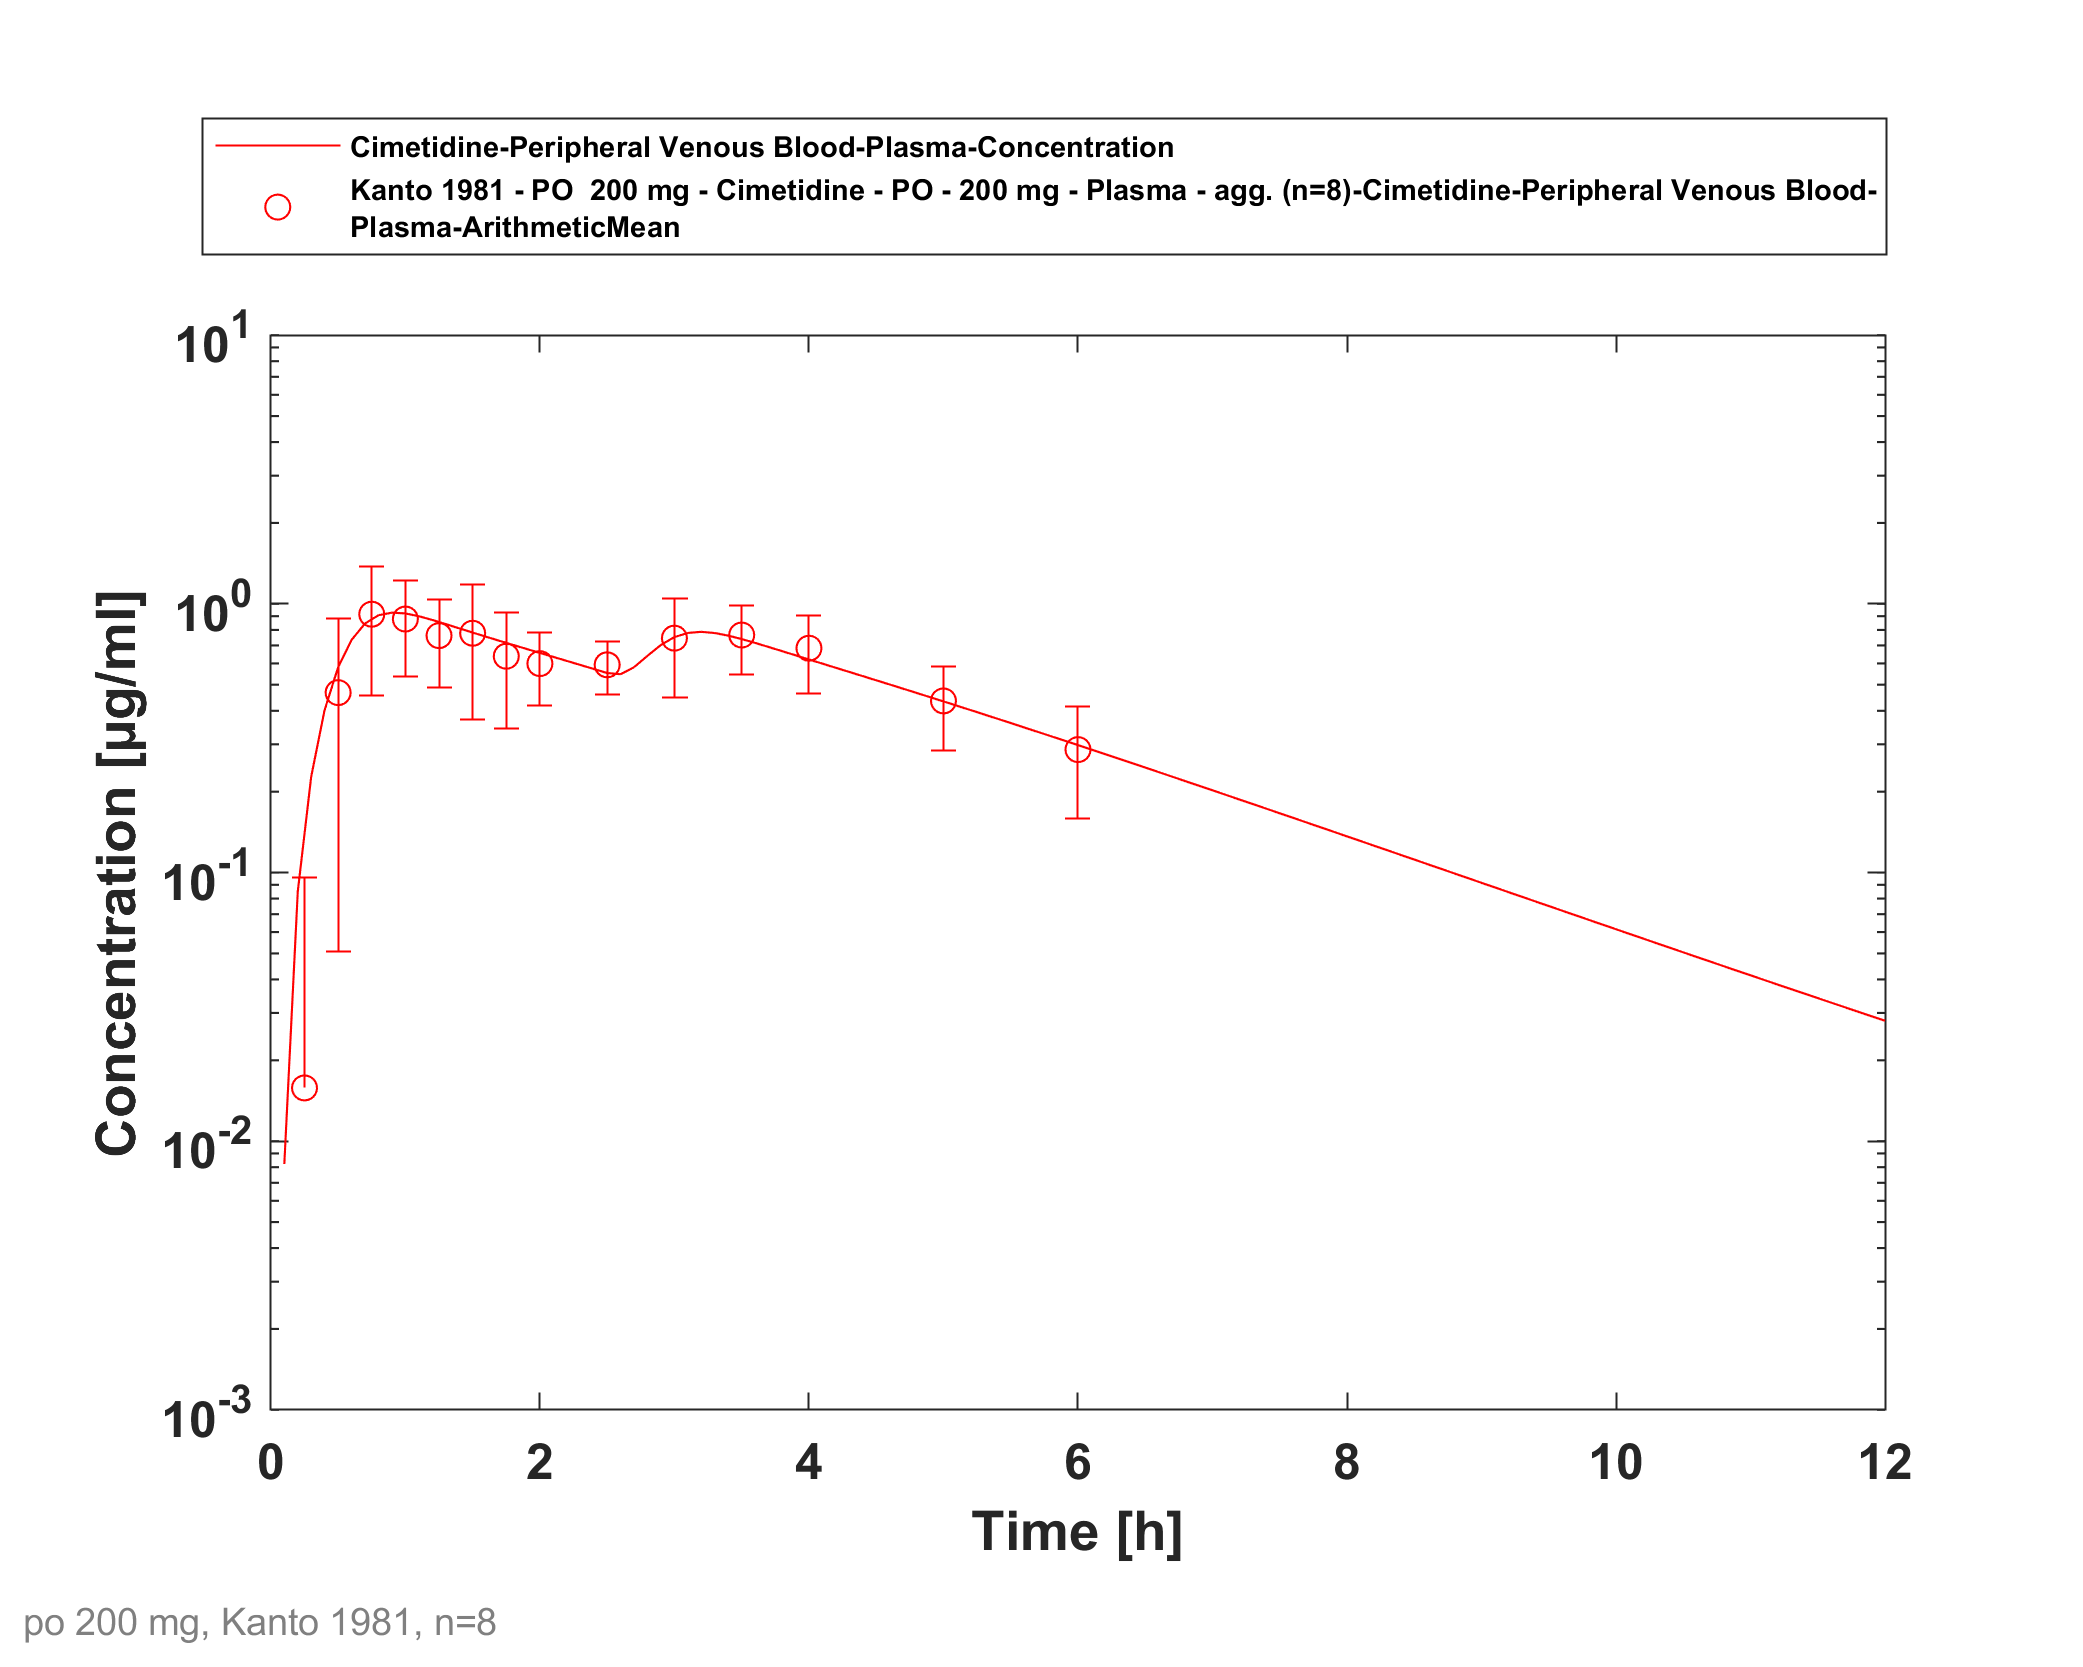 Cimetidine-Peripheral Venous Blood-Plasma-Concentration
Kanto 1981 - PO  200 mg - Cimetidine - PO - 200 mg - Plasma - agg. (n=8)-Cimetidine-Peripheral Venous Blood-
Plasma-ArithmeticMean
10^1
10^0
10^-1
10^-2
10^-3
Concentration [µg/ml]
0 2 4 6 8 10 12
Time [h]
po 200 mg, Kanto 1981, n=8